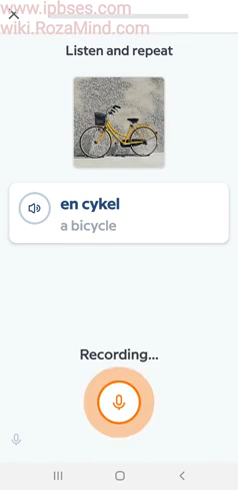 www.ipbses.com
wiki.RozaMind.com
Listen and repeat
en cykel
a bicycle
Recording...